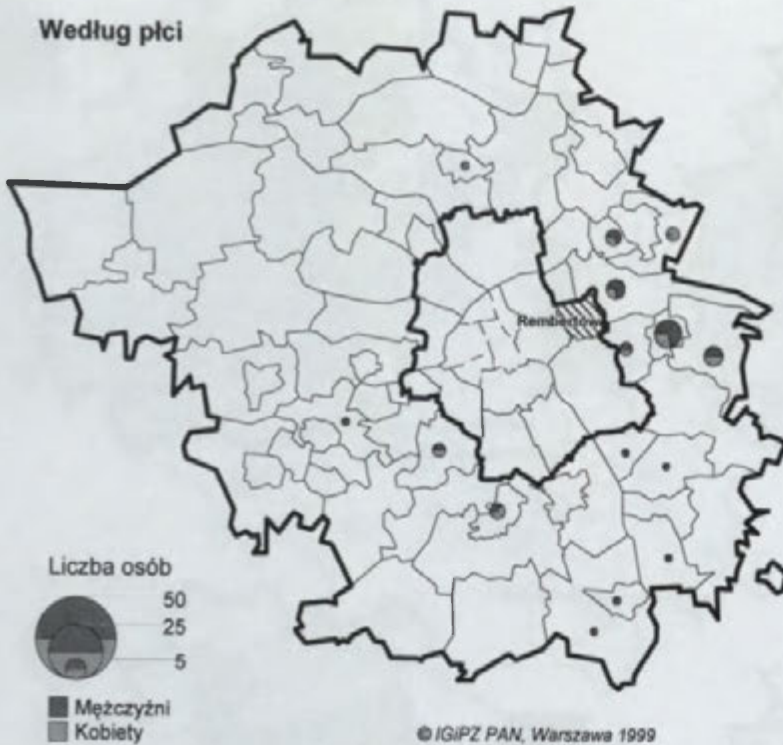 Według płci
Rembertów
Liczba osób
50
25
5
Mężczyźni
Kobiety
© IGiPZ PAN, Warszawa 1999